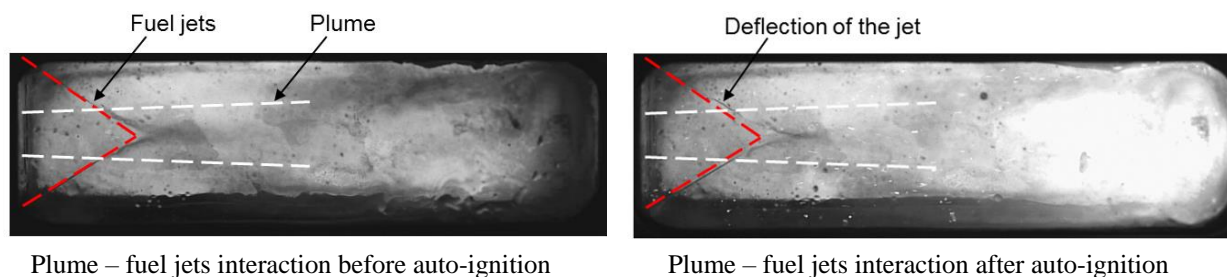 Fuel jets
Plume
Deflection of the jet
Plume – fuel jets interaction before auto-ignition
Plume – fuel jets interaction after auto-ignition